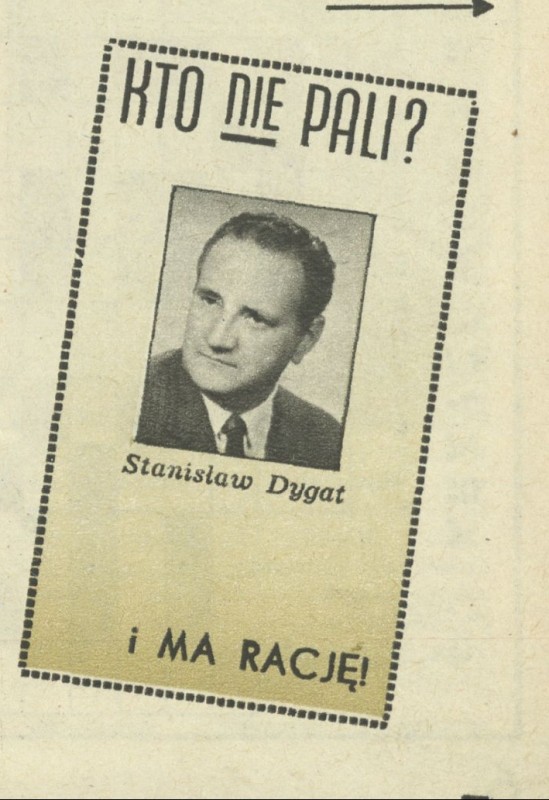 KTO NIE PALI?
Stanisław Dygat
i MA RACJĘ!